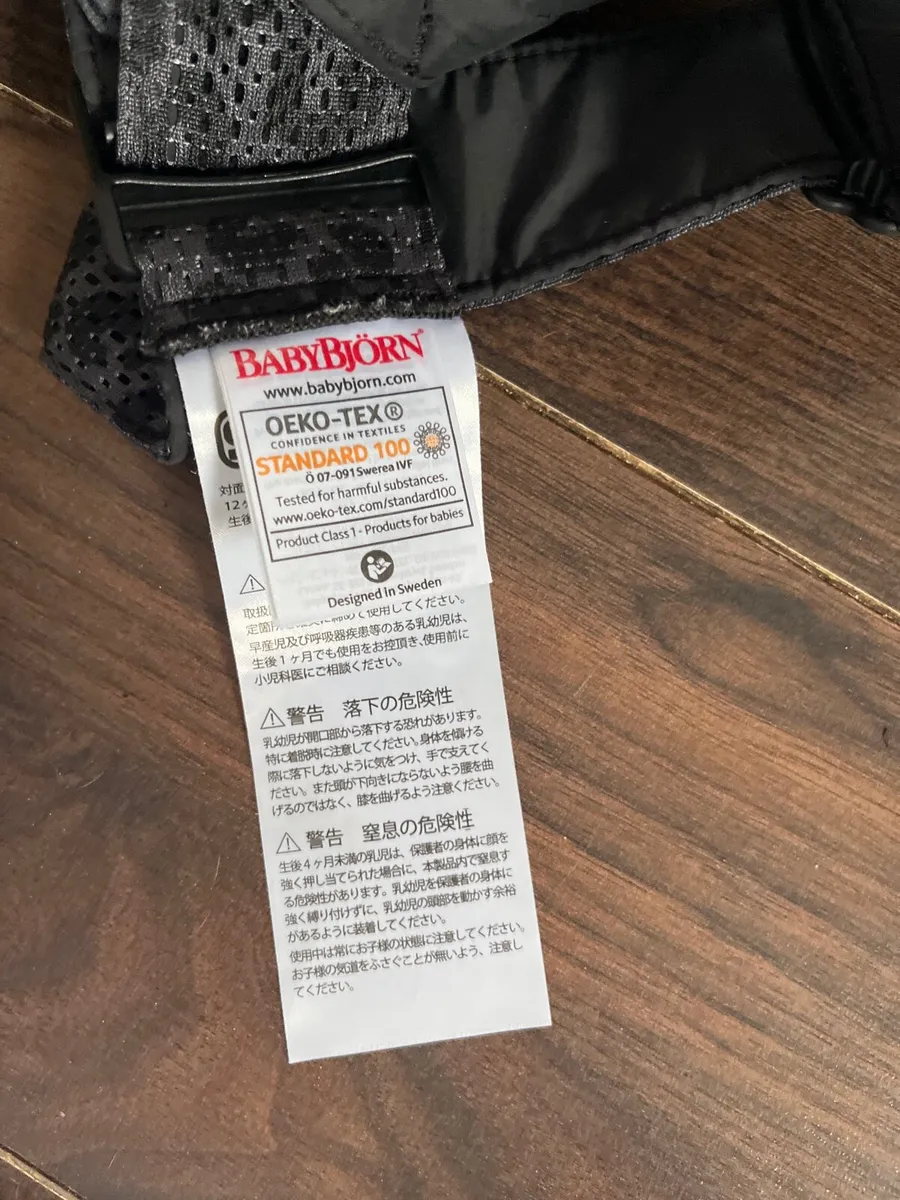 BABYBJÖRN®
www.babybjorn.com
OEKO-TEX®
CONFIDENCE IN TEXTILES
STANDARD 100
Ö 07-091 Swerea IVF
Tested for harmful substances.
www.oeko-tex.com/standard100
Product Class 1 - Products for babies
Designed in Sweden
対面
12ヶ
生後
取扱
て使用してください。
早産児及び呼吸器疾患等のある乳幼児は、
生後1ヶ月でも使用をお控頂き、使用前に
小児科医にご相談ください。
⚠警告 落下の危険性
乳幼児が開口部から落下する恐れがあります。
特に着脱時に注意してください。身体を傾ける
際に落下しないように気をつけ、手で支えてく
ださい。また頭が下向きにならないよう腰を曲
げるのではなく、膝を曲げるよう注意ください。
⚠警告 窒息の危険性
生後4ヶ月未満の乳児は、保護者の身体に顔を
強く押し当てられた場合に、本製品内で窒息す
る危険性があります。乳幼児を保護者の身体に
強く縛り付けずに、乳幼児の頭部を動かす余裕
があるように装着してください。
使用中は常にお子様の状態に注意してください。
お子様の気道をふさぐことが無いよう、注意し
てください。